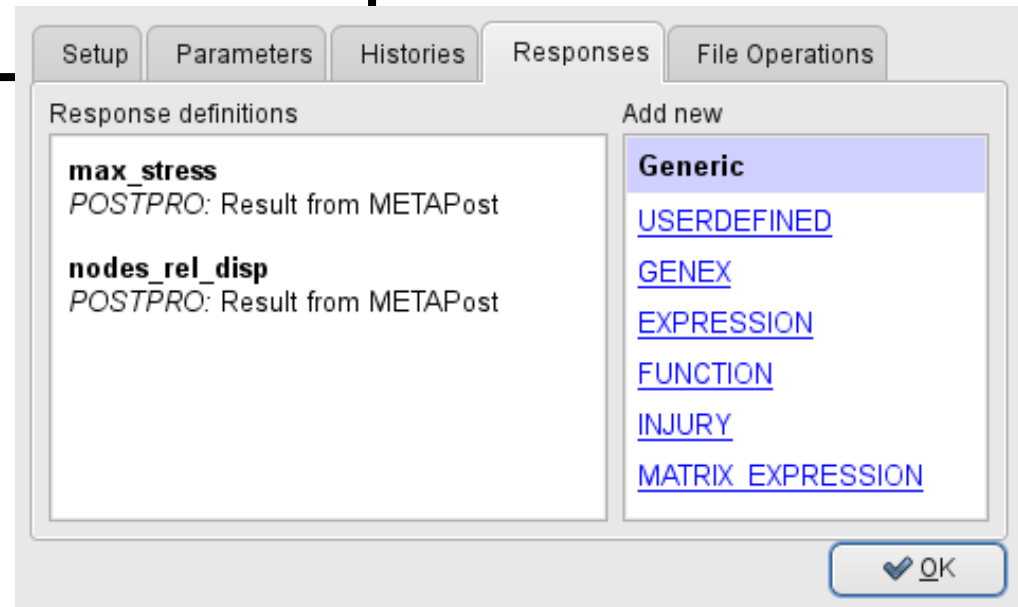 Setup Parameters Histories Responses File Operations
Response definitions
max_stress
POSTPRO: Result from METAPost
nodes_rel_disp
POSTPRO: Result from METAPost
Add new
Generic
USERDEFINED
GENEX
EXPRESSION
FUNCTION
INJURY
MATRIX_EXPRESSION
OK